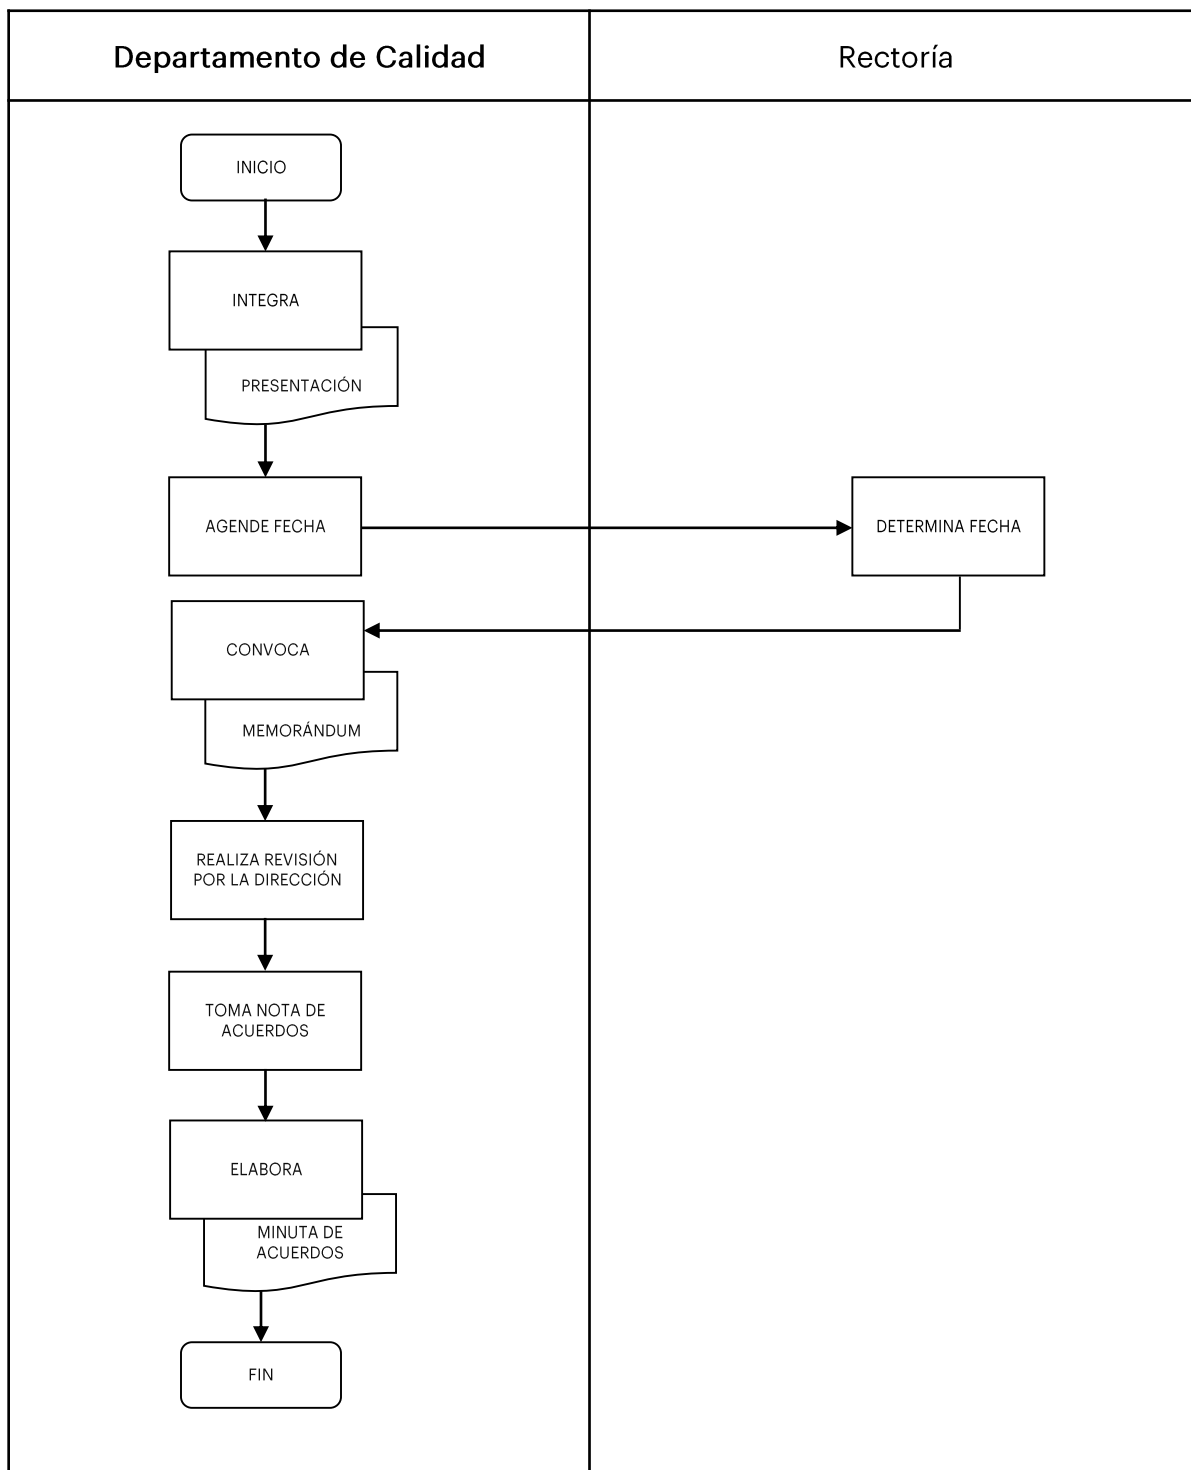 Departamento de Calidad
Rectoría
INICIO
INTEGRA
PRESENTACIÓN
AGENDE FECHA
DETERMINA FECHA
CONVOCA
MEMORÁNDUM
REALIZA REVISIÓN
POR LA DIRECCIÓN
TOMA NOTA DE
ACUERDOS
ELABORA
MINUTA DE
ACUERDOS
FIN